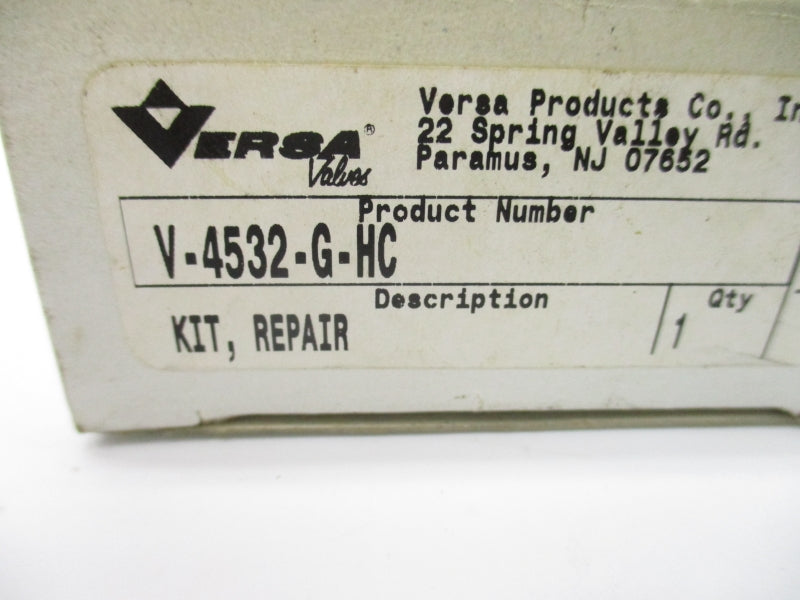 VERSA®
Valves
Versa Products Co., In
22 Spring Valley Rd.
Paramus, NJ 07652
Product Number
V-4532-G-HC
Description
Qty
KIT, REPAIR
1